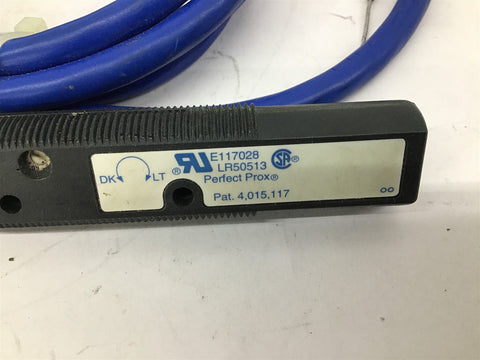 E117028
LR50513
DK LT
Perfect Prox®
Pat. 4,015,117